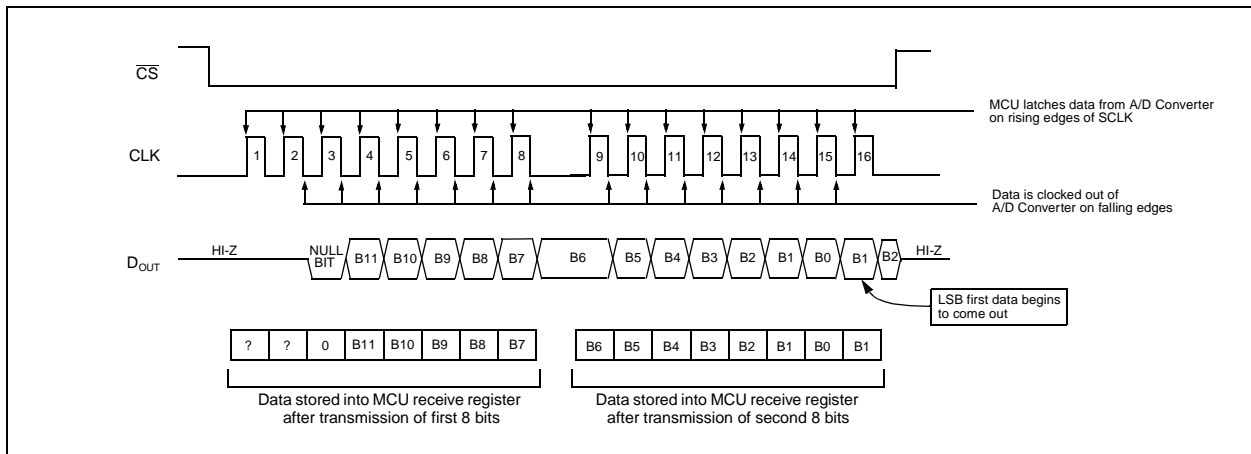 CS
MCU latches data from A/D Converter
on rising edges of SCLK
CLK
1 2 3 4 5 6 7 8 9 10 11 12 13 14 15 16
Data is clocked out of
A/D Converter on falling edges
DOUT
HI-Z
NULL
BIT
B11 B10 B9 B8 B7 B6 B5 B4 B3 B2 B1 B0 B1 B2
HI-Z
LSB first data begins
to come out
? ? 0 B11 B10 B9 B8 B7
B6 B5 B4 B3 B2 B1 B0 B1
Data stored into MCU receive register
after transmission of first 8 bits
Data stored into MCU receive register
after transmission of second 8 bits